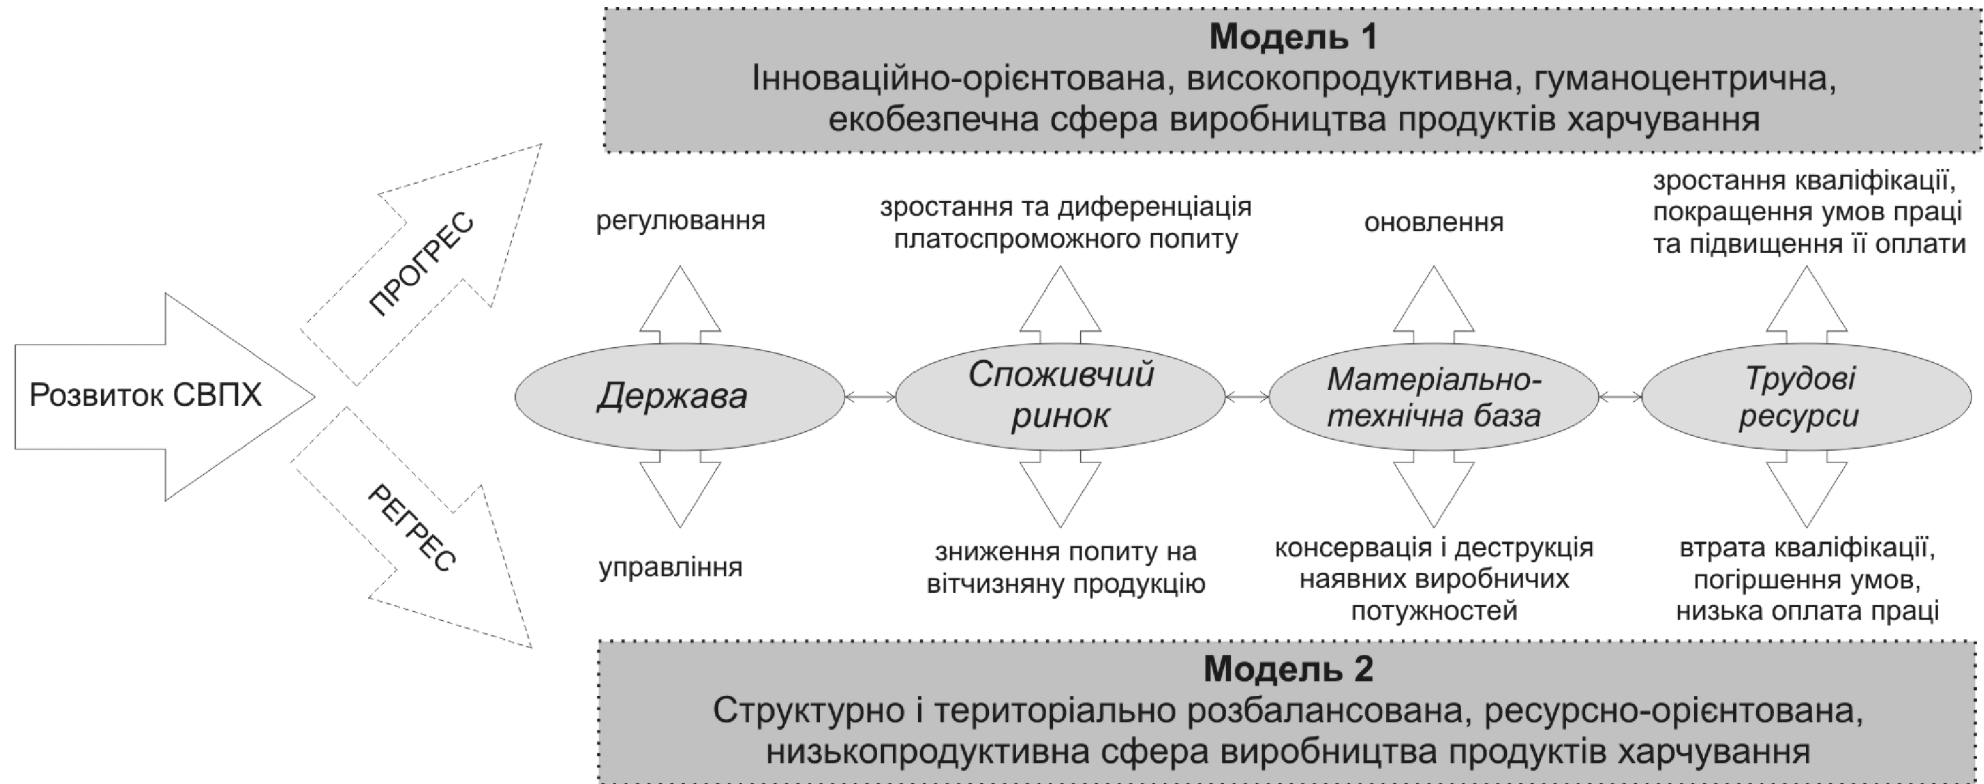 Модель 1
Інноваційно-орієнтована, високопродуктивна, гуманоцентрична,
екобезпечна сфера виробництва продуктів харчування
ПРОГРЕС
регулювання
зростання та диференціація
платоспроможного попиту
оновлення
зростання кваліфікації,
покращення умов праці
та підвищення її оплати
Розвиток СВПХ
Держава
Споживчий
ринок
Матеріально-
технічна база
Трудові
ресурси
РЕГРЕС
управління
зниження попиту на
вітчизняну продукцію
консервація і деструкція
наявних виробничих
потужностей
втрата кваліфікації,
погіршення умов,
низька оплата праці
Модель 2
Структурно і територіально розбалансована, ресурсно-орієнтована,
низькопродуктивна сфера виробництва продуктів харчування